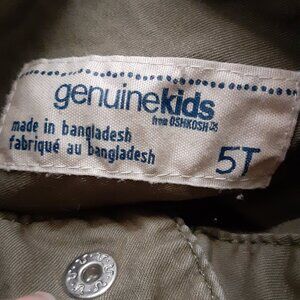 genuinekids
from OSHKOSH
made in bangladesh
fabriqué au bangladesh
5T